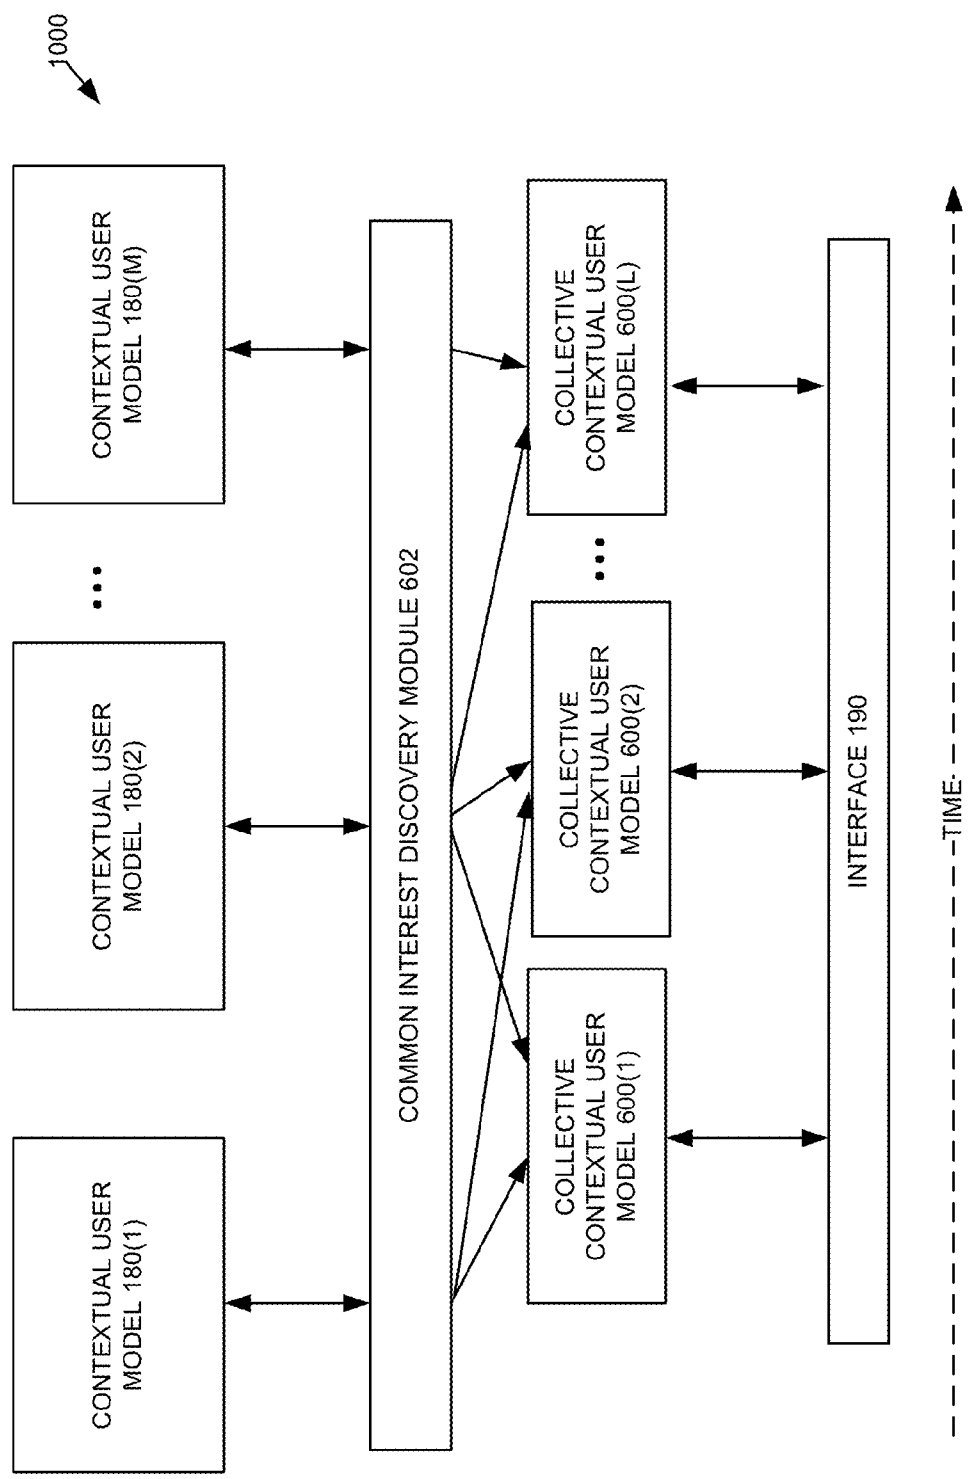 1000
CONTEXTUAL USER
MODEL 180(1)
CONTEXTUAL USER
MODEL 180(2)
...
CONTEXTUAL USER
MODEL 180(M)
COMMON INTEREST DISCOVERY MODULE 602
COLLECTIVE
CONTEXTUAL USER
MODEL 600(1)
COLLECTIVE
CONTEXTUAL USER
MODEL 600(2)
...
COLLECTIVE
CONTEXTUAL USER
MODEL 600(L)
INTERFACE 190
TIME